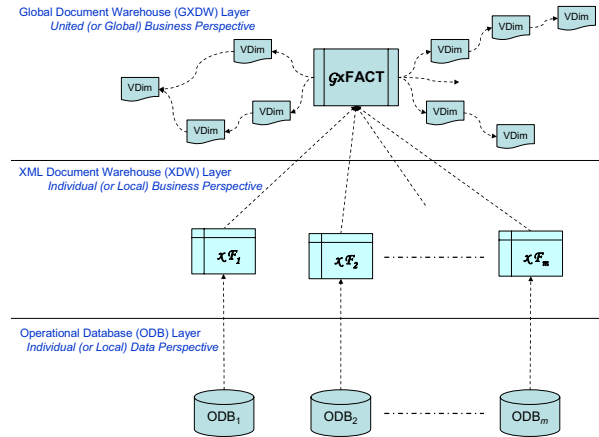 Global Document Warehouse (GXDW) Layer
United (or Global) Business Perspective
VDim
VDim
VDim
VDim
VDim
GxFACT
VDim
VDim
VDim
VDim
XML Document Warehouse (XDW) Layer
Individual (or Local) Business Perspective
xF1
xF2
xFm
Operational Database (ODB) Layer
Individual (or Local) Data Perspective
ODB1
ODB2
ODBm